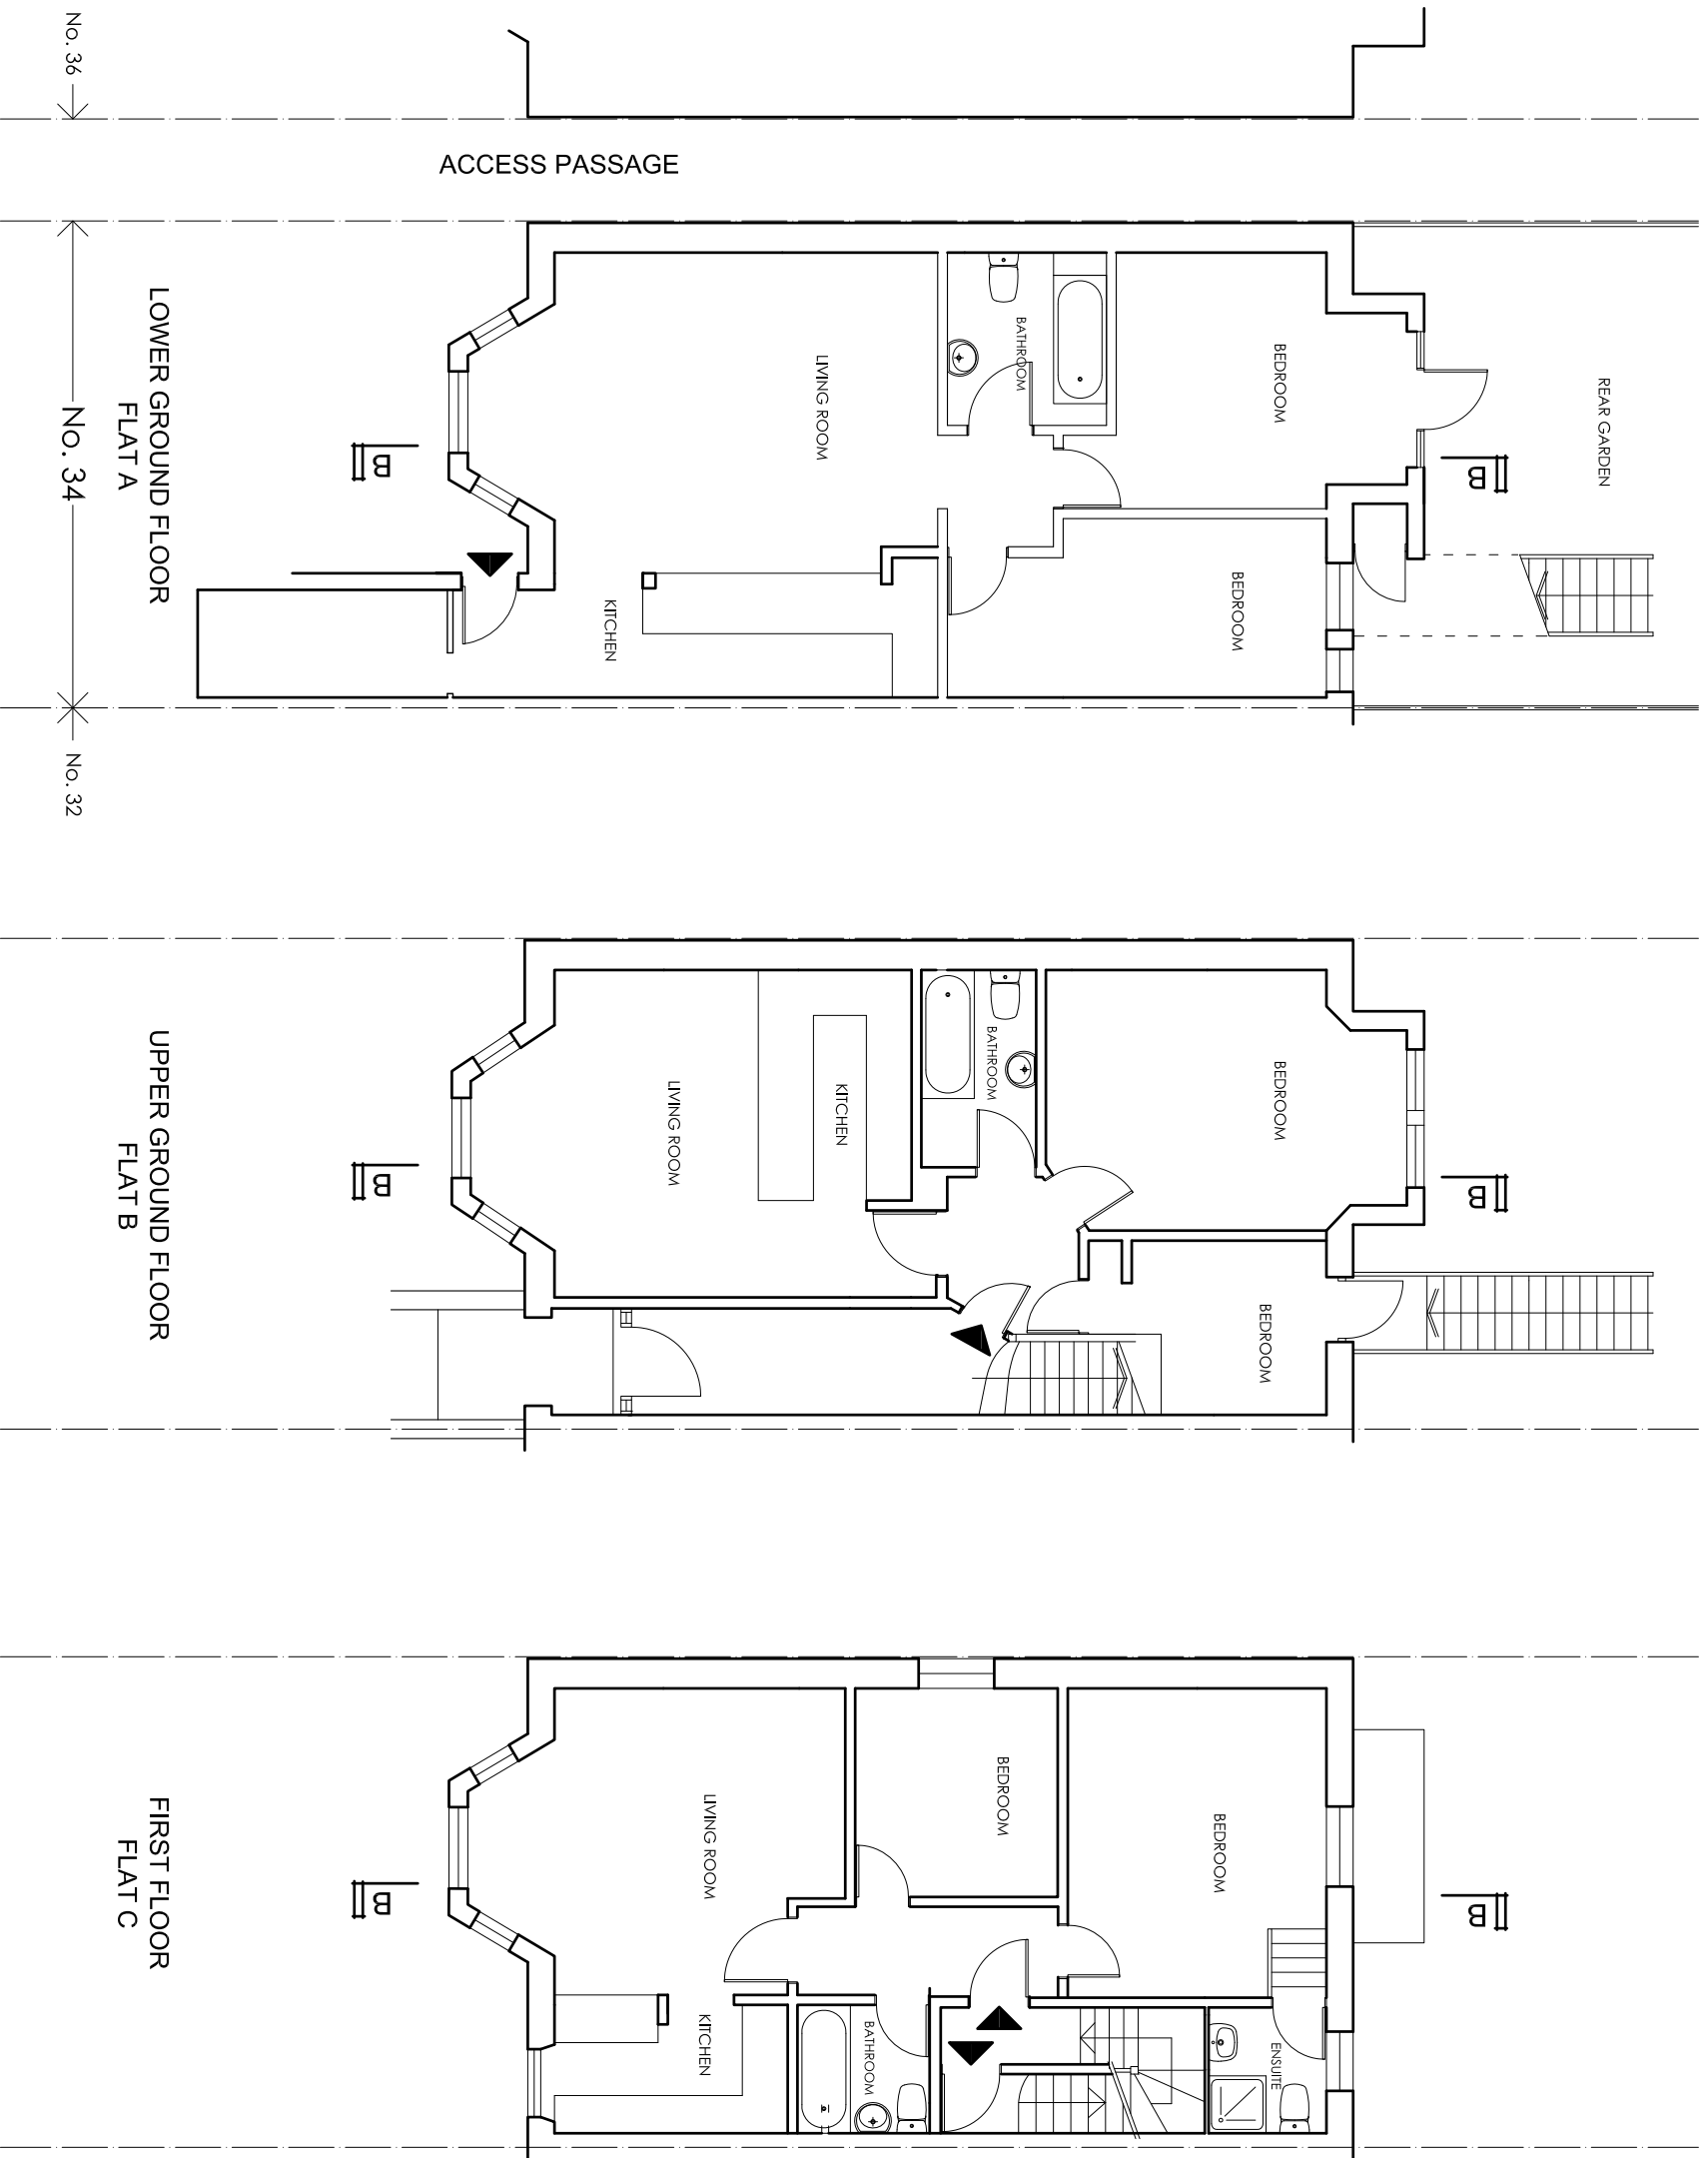 No. 36
ACCESS PASSAGE
No. 34
No. 32
LOWER GROUND FLOOR
FLAT A
LIVING ROOM
KITCHEN
BATHROOM
BEDROOM
BEDROOM
REAR GARDEN
B
B
UPPER GROUND FLOOR
FLAT B
LIVING ROOM
KITCHEN
BATHROOM
BEDROOM
BEDROOM
B
B
FIRST FLOOR
FLAT C
LIVING ROOM
KITCHEN
BATHROOM
BEDROOM
BEDROOM
ENSUITE
B
B